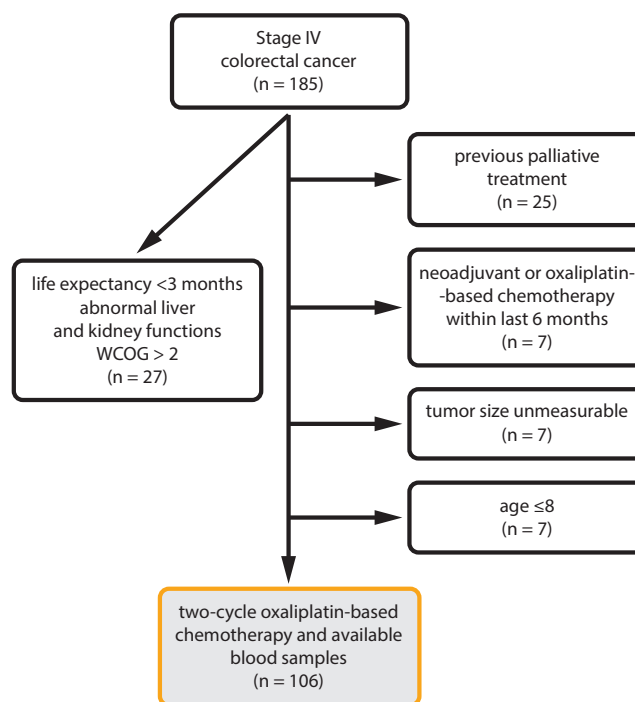 Stage IV
colorectal cancer
(n = 185)
previous palliative
treatment
(n = 25)
life expectancy <3 months
abnormal liver
and kidney functions
WCOG > 2
(n = 27)
neoadjuvant or oxaliplatin-
-based chemotherapy
within last 6 months
(n = 7)
tumor size unmeasurable
(n = 7)
age ≤8
(n = 7)
two-cycle oxaliplatin-based
chemotherapy and available
blood samples
(n = 106)